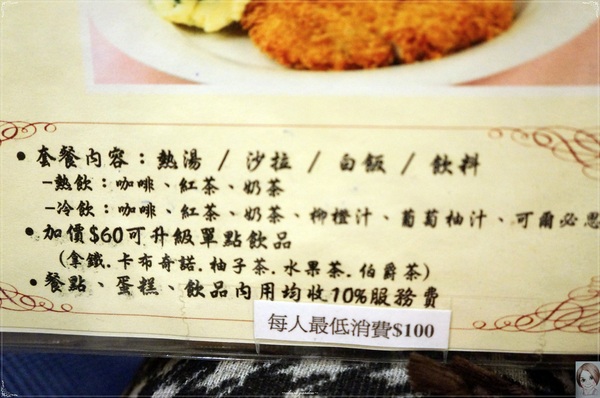 • 套餐內容：熱湯 / 沙拉 / 白飯 / 飲料
-熱飲：咖啡、紅茶、奶茶
-冷飲：咖啡、紅茶、奶茶、柳橙汁、葡萄柚汁、可爾必思
• 加價$60可升級單點飲品
(拿鐵.卡布奇諾.柚子茶.水果茶.伯爵茶)
• 餐點、蛋糕、飲品內用均收10%服務費
每人最低消費$100